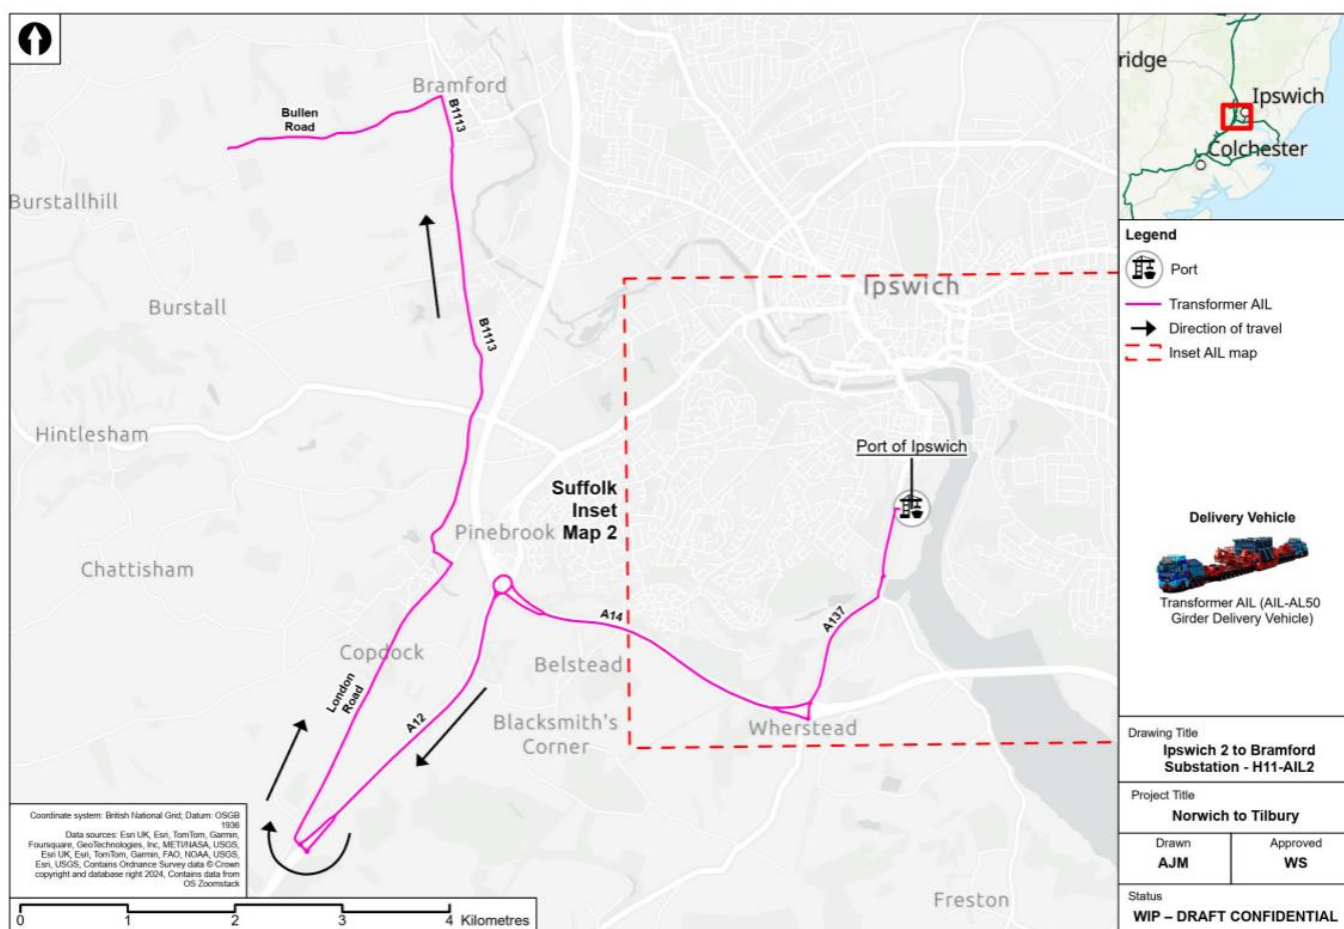 Bramford
Bullen
Road
B1113
Burstallhill
Burstall
B1113
Ipswich
Hintlesham
Port of Ipswich
Suffolk
Inset
Map 2
Pinebrook
Chattisham
A14
A137
Copdock
Belstead
London
Road
A12
Blacksmith's
Corner
Wherstead
Freston
Coordinate system: British National Grid; Datum: OSGB
1936
Data sources: Esri UK, Esri, TomTom, Garmin,
Foursquare, GeoTechnologies, Inc, METI/NASA, USGS,
Esri UK, Esri, TomTom, Garmin, FAO, NOAA, USGS,
Esri, USGS, Contains Ordnance Survey data © Crown
copyright and database right 2024, Contains data from
OS Zoomstack
0 1 2 3 4 Kilometres
ridge
Ipswich
Colchester
Legend
Port
Transformer AIL
Direction of travel
Inset AIL map
Delivery Vehicle
Transformer AIL (AIL-AL50
Girder Delivery Vehicle)
Drawing Title
Ipswich 2 to Bramford
Substation - H11-AIL2
Project Title
Norwich to Tilbury
Drawn
AJM
Approved
WS
Status
WIP – DRAFT CONFIDENTIAL